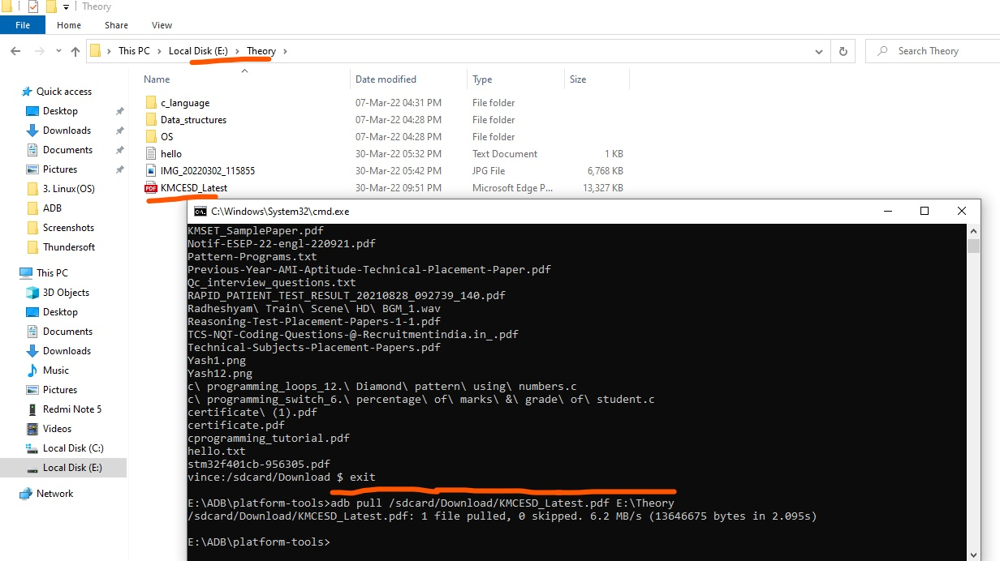 Theory
File Home Share View
This PC Local Disk (E:) Theory Search Theory
Name Date modified Type Size
Quick access
Desktop
Downloads
Documents
Pictures
3. Linux(OS)
ADB
Screenshots
Thundersoft
This PC
3D Objects
Desktop
Documents
Downloads
Music
Pictures
Redmi Note 5
Videos
Local Disk (C:)
Local Disk (E:)
Network
c_language 07-Mar-22 04:31 PM File folder
Data_structures 07-Mar-22 04:28 PM File folder
OS 07-Mar-22 04:28 PM File folder
hello 30-Mar-22 05:32 PM Text Document 1 KB
IMG_20220302_115855 30-Mar-22 05:42 PM JPG File 6,768 KB
PDF KMCESD_Latest 30-Mar-22 09:51 PM Microsoft Edge P... 13,327 KB
C:\Windows\System32\cmd.exe
KMSET_SamplePaper.pdf
Notif-ESEP-22-engl-220921.pdf
Pattern-Programs.txt
Previous-Year-AMI-Aptitude-Technical-Placement-Paper.pdf
Qc_interview_questions.txt
RAPID_PATIENT_TEST_RESULT_20210828_092739_140.pdf
Radheshyam\ Train\ Scene\ HD\ BGM_1.wav
Reasoning-Test-Placement-Papers-1-1.pdf
TCS-NQT-Coding-Questions-@-Recruitmentindia.in_.pdf
Technical-Subjects-Placement-Papers.pdf
Yash1.png
Yash12.png
c\ programming_loops_12.\ Diamond\ pattern\ using\ numbers.c
c\ programming_switch_6.\ percentage\ of\ marks\ &\ grade\ of\ student.c
certificate\ (1).pdf
certificate.pdf
cprogramming_tutorial.pdf
hello.txt
stm32f401cb-956305.pdf
vince:/sdcard/Download $ exit
E:\ADB\platform-tools>adb pull /sdcard/Download/KMCESD_Latest.pdf E:\Theory
/sdcard/Download/KMCESD_Latest.pdf: 1 file pulled, 0 skipped. 6.2 MB/s (13646675 bytes in 2.095s)
E:\ADB\platform-tools>